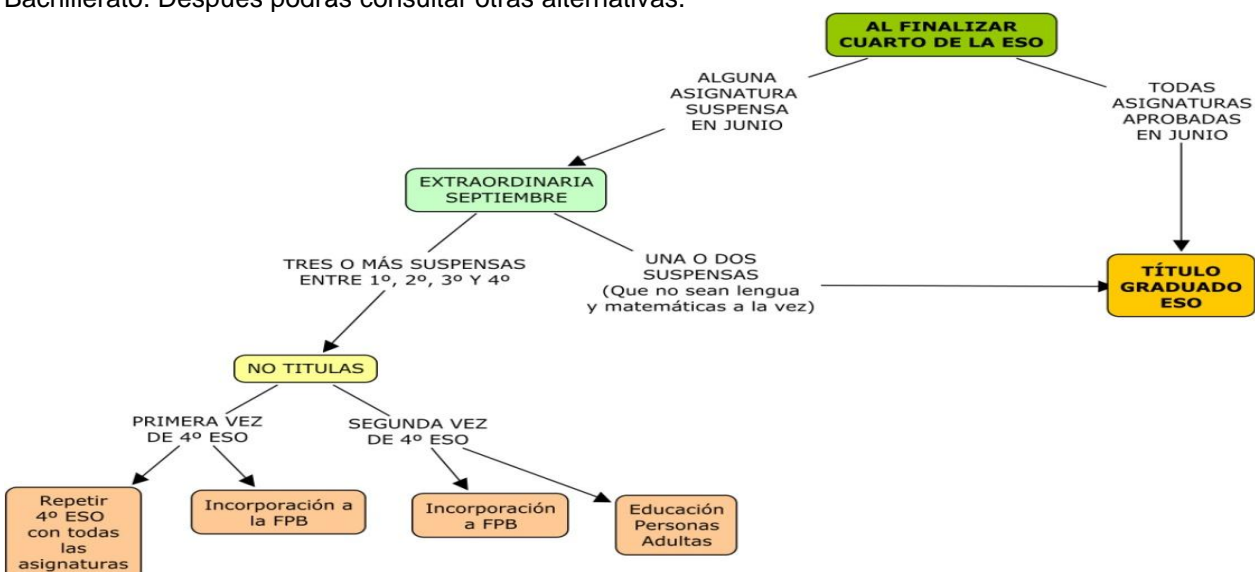 Bachillerato. Después podrás consultar otras alternativas.
AL FINALIZAR
CUARTO DE LA ESO
ALGUNA
ASIGNATURA
SUSPENSA
EN JUNIO
TODAS
ASIGNATURAS
APROBADAS
EN JUNIO
EXTRAORDINARIA
SEPTIEMBRE
TRES O MÁS SUSPENSAS
ENTRE 1º, 2º, 3º Y 4º
UNA O DOS
SUSPENSAS
(Que no sean lengua
y matemáticas a la vez)
TÍTULO
GRADUADO
ESO
NO TITULAS
PRIMERA VEZ
DE 4º ESO
SEGUNDA VEZ
DE 4º ESO
Repetir
4º ESO
con todas
las
asignaturas
Incorporación a
la FPB
Incorporación
a FPB
Educación
Personas
Adultas